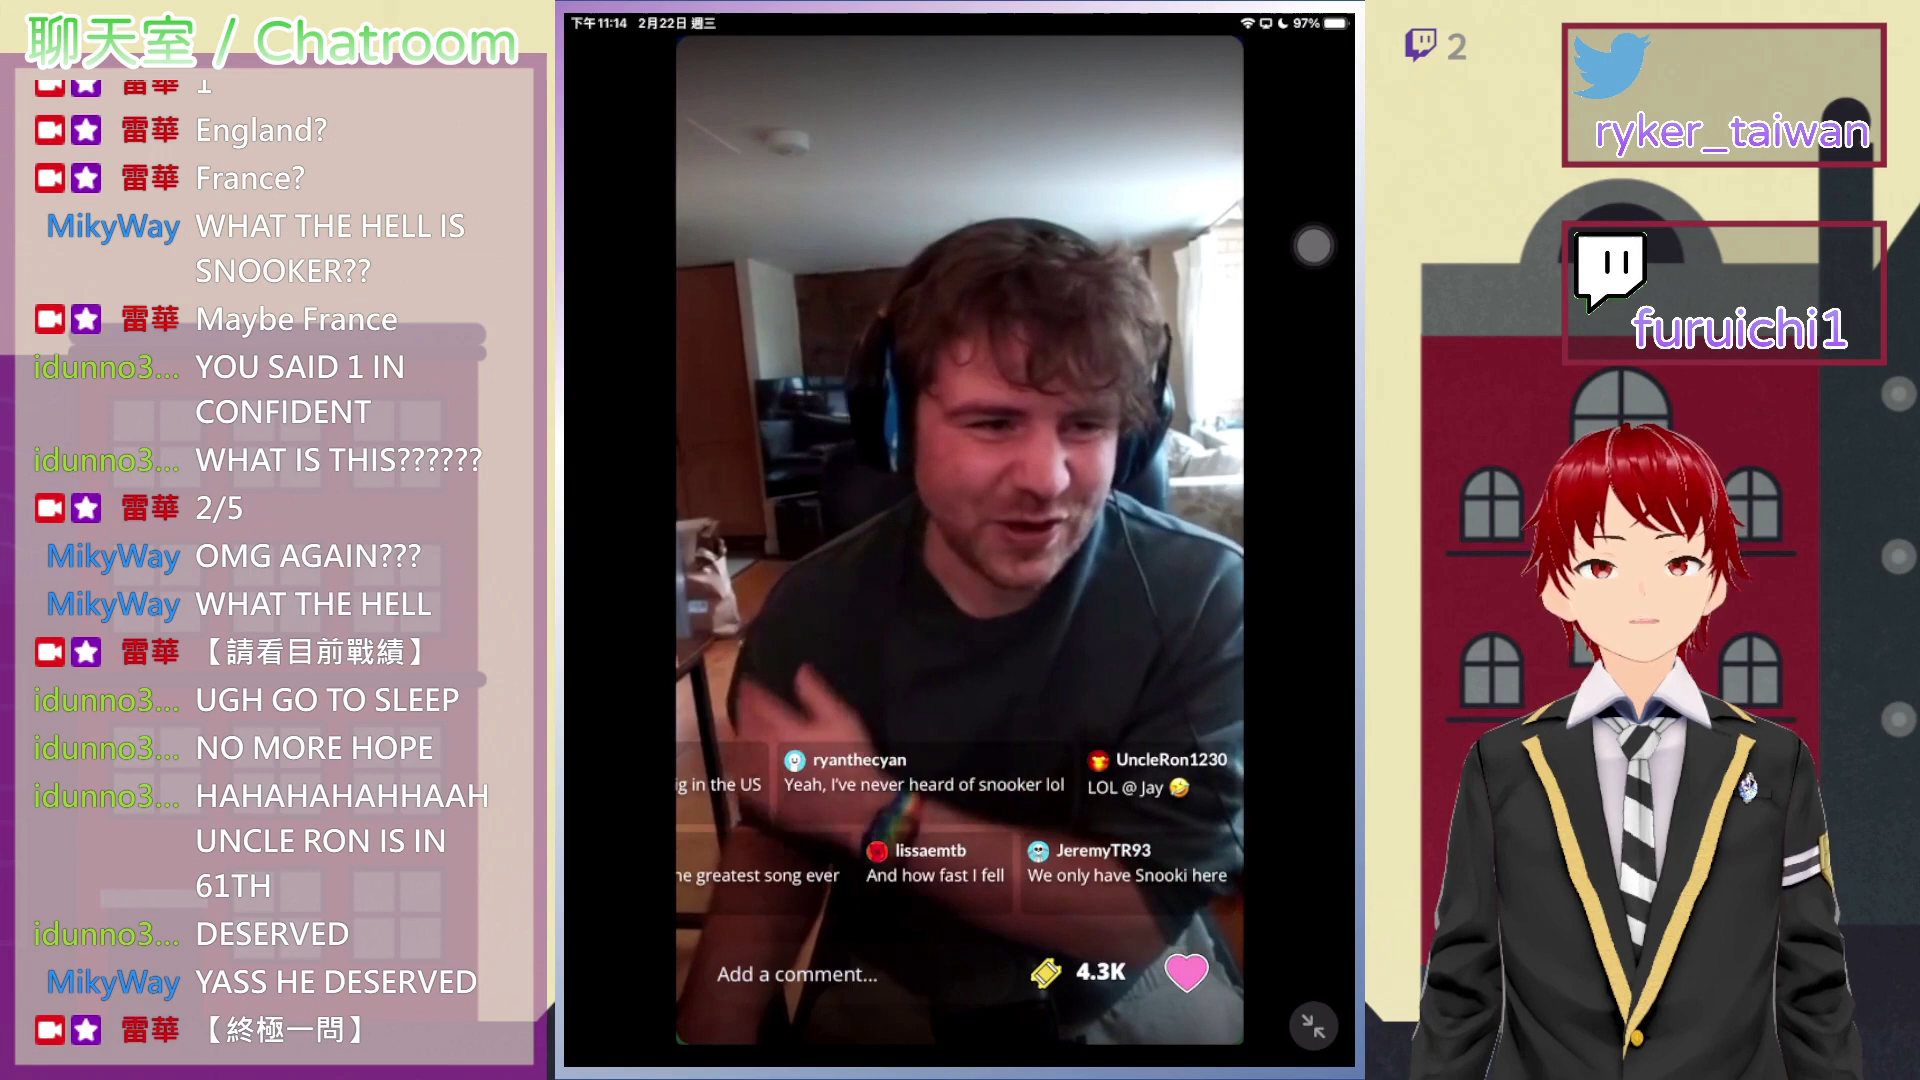 聊天室 / Chatroom
雷華 1
雷華 England?
雷華 France?
MikyWay WHAT THE HELL IS
SNOOKER??
雷華 Maybe France
idunno3... YOU SAID 1 IN
CONFIDENT
idunno3... WHAT IS THIS??????
雷華 2/5
MikyWay OMG AGAIN???
MikyWay WHAT THE HELL
雷華 【請看目前戰績】
idunno3... UGH GO TO SLEEP
idunno3... NO MORE HOPE
idunno3... HAHAHAHAHHAAH
UNCLE RON IS IN
61TH
idunno3... DESERVED
MikyWay YASS HE DESERVED
雷華 【終極一問】
下午11:14 2月22日 週三
97%
ig in the US
ryanthecyan
Yeah, I've never heard of snooker lol
UncleRon1230
LOL @ Jay 🤣
ne greatest song ever
lissaemtb
And how fast I fell
JeremyTR93
We only have Snooki here
Add a comment...
4.3K
2
ryker_taiwan
furuichi1